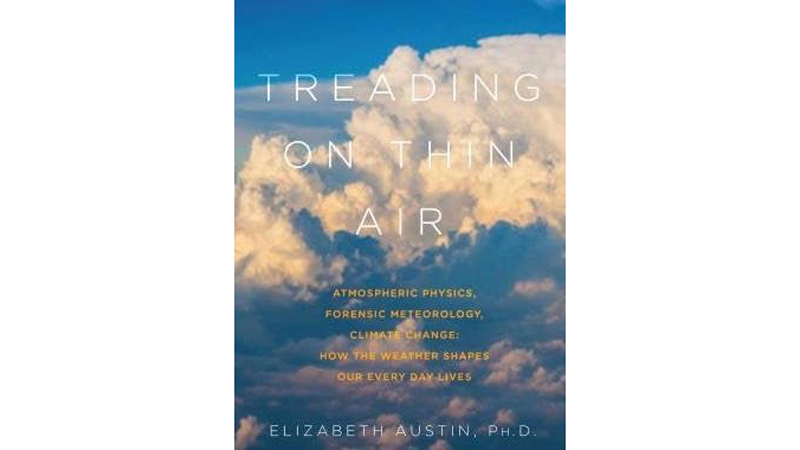 TREADING
ON THIN
AIR
ATMOSPHERIC PHYSICS,
FORENSIC METEOROLOGY,
CLIMATE CHANGE:
HOW THE WEATHER SHAPES
OUR EVERY DAY LIVES
ELIZABETH AUSTIN, PH.D.